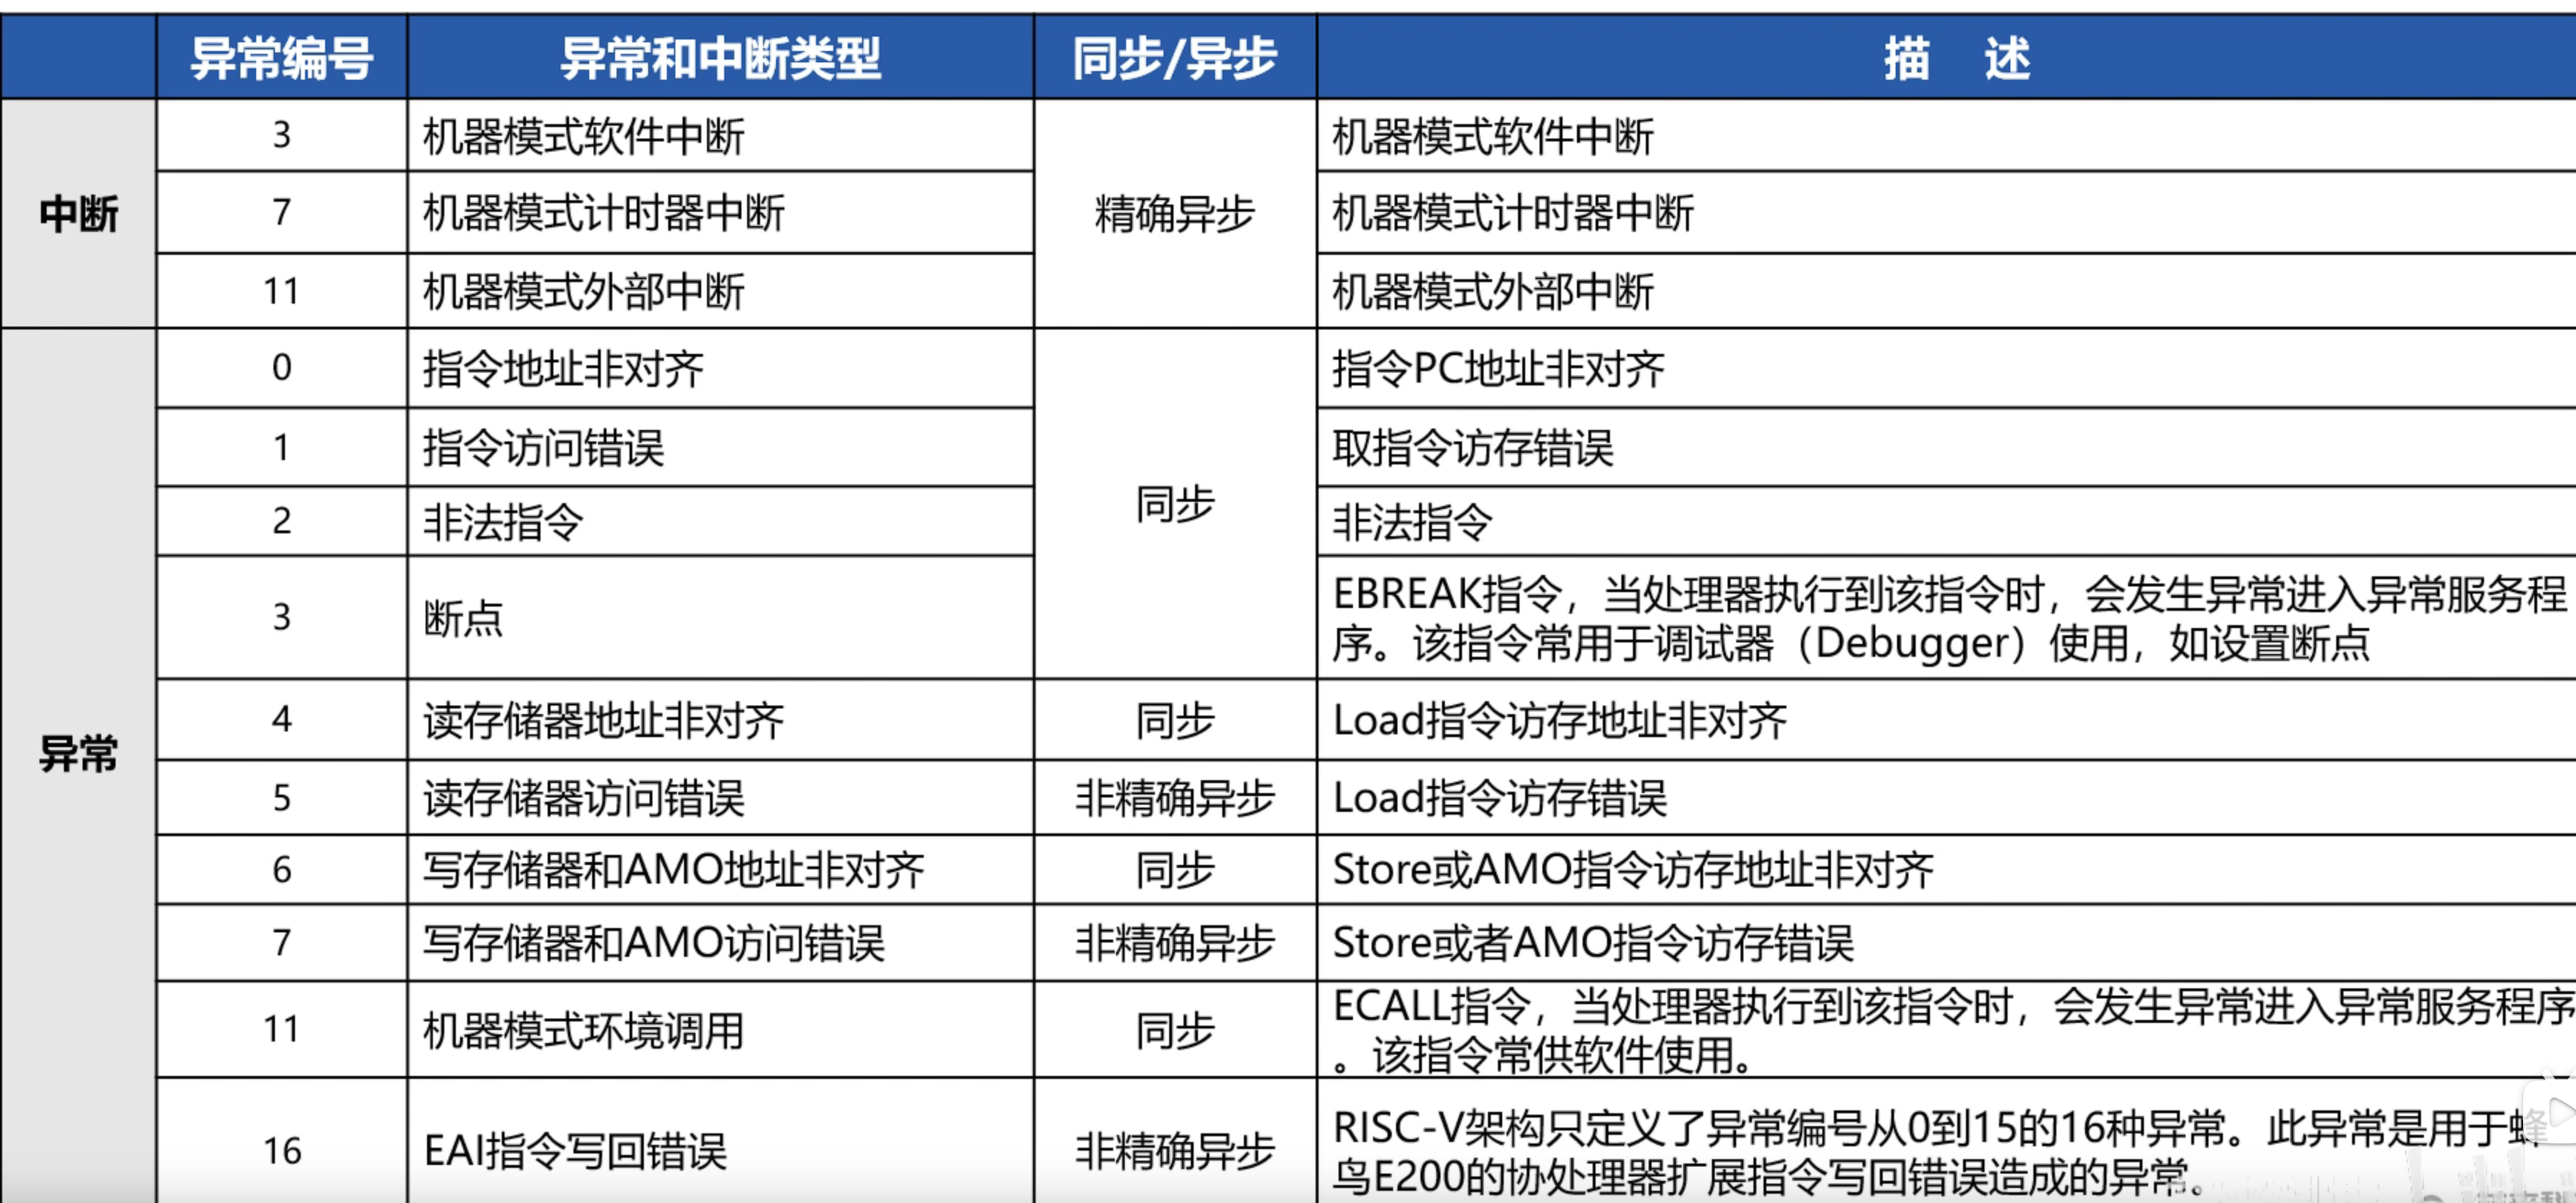 异常编号 异常和中断类型 同步/异步 描 述
中断
3 机器模式软件中断 精确异步 机器模式软件中断
7 机器模式计时器中断 机器模式计时器中断
11 机器模式外部中断 机器模式外部中断
异常
0 指令地址非对齐 同步 指令PC地址非对齐
1 指令访问错误 取指令访存错误
2 非法指令 非法指令
3 断点 EBREAK指令，当处理器执行到该指令时，会发生异常进入异常服务程
序。该指令常用于调试器（Debugger）使用，如设置断点
4 读存储器地址非对齐 同步 Load指令访存地址非对齐
5 读存储器访问错误 非精确异步 Load指令访存错误
6 写存储器和AMO地址非对齐 同步 Store或AMO指令访存地址非对齐
7 写存储器和AMO访问错误 非精确异步 Store或者AMO指令访存错误
11 机器模式环境调用 同步 ECALL指令，当处理器执行到该指令时，会发生异常进入异常服务程序
。该指令常供软件使用。
16 EAI指令写回错误 非精确异步 RISC-V架构只定义了异常编号从0到15的16种异常。此异常是用于蜂
鸟E200的协处理器扩展指令写回错误造成的异常。